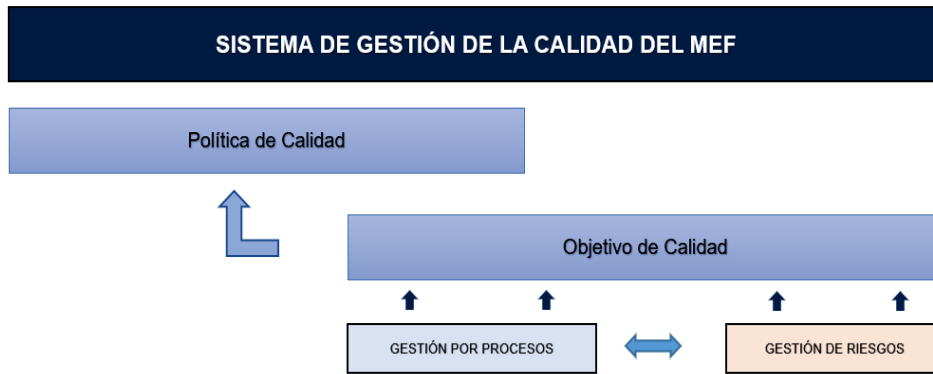 SISTEMA DE GESTIÓN DE LA CALIDAD DEL MEF
Política de Calidad
Objetivo de Calidad
GESTIÓN POR PROCESOS
GESTIÓN DE RIESGOS